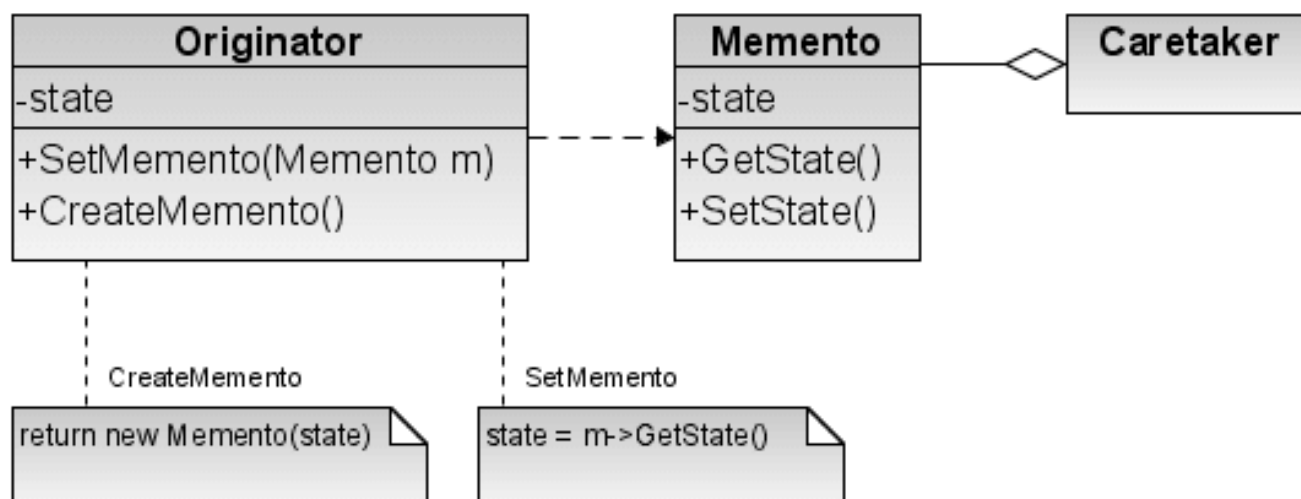 Originator
-state
+SetMemento(Memento m)
+CreateMemento()
Memento
-state
+GetState()
+SetState()
Caretaker
CreateMemento
return new Memento(state)
SetMemento
state = m->GetState()